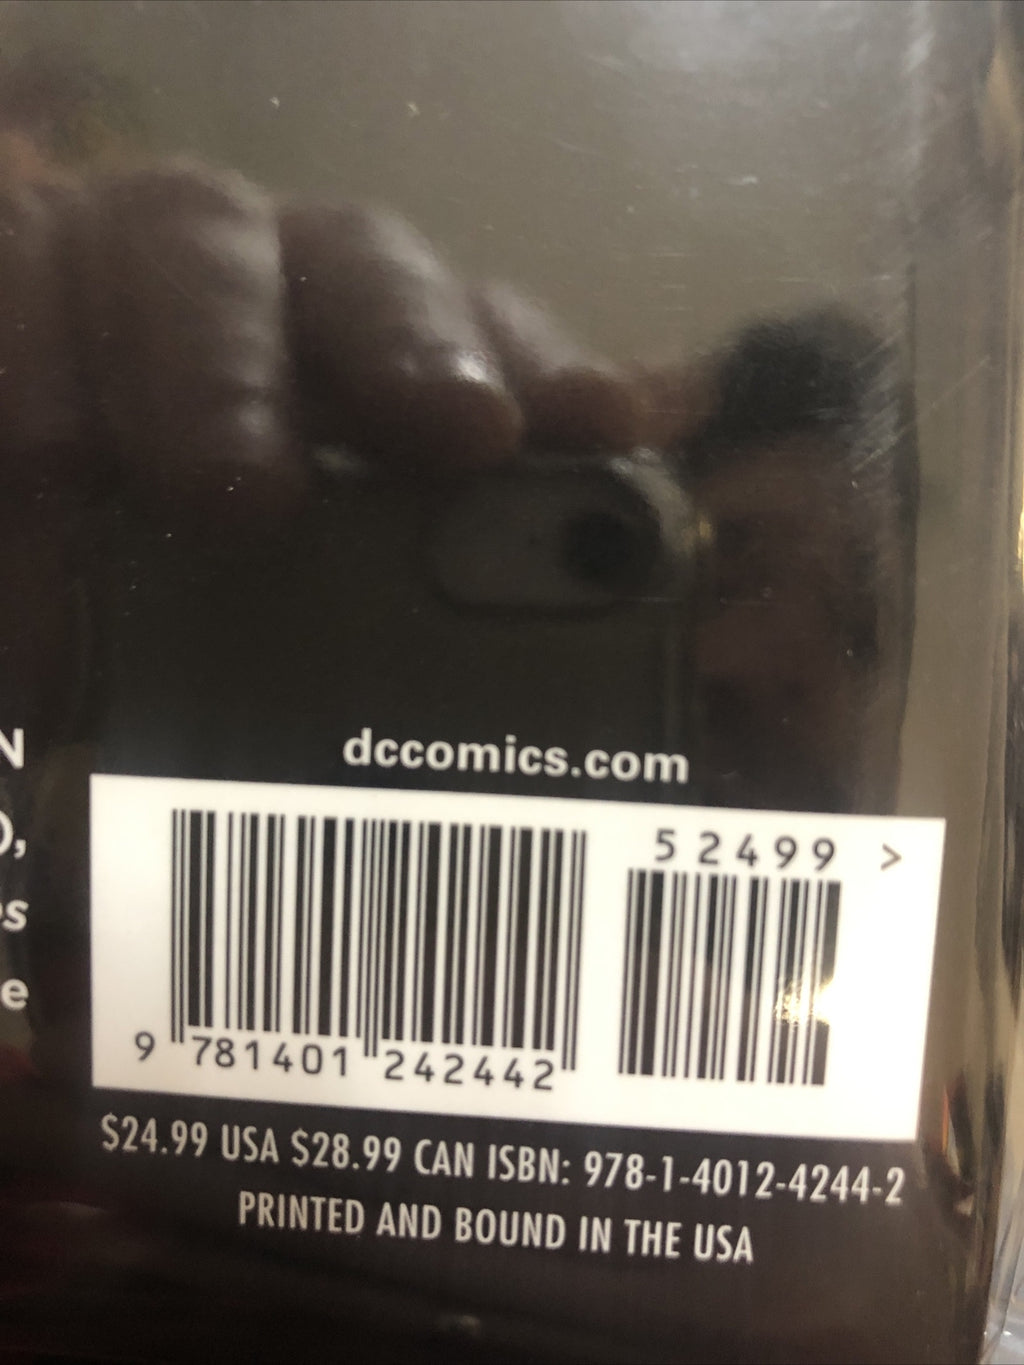 N
),
es
e
dccomics.com
52499 >
9 781401 242442
$24.99 USA $28.99 CAN ISBN: 978-1-4012-4244-2
PRINTED AND BOUND IN THE USA